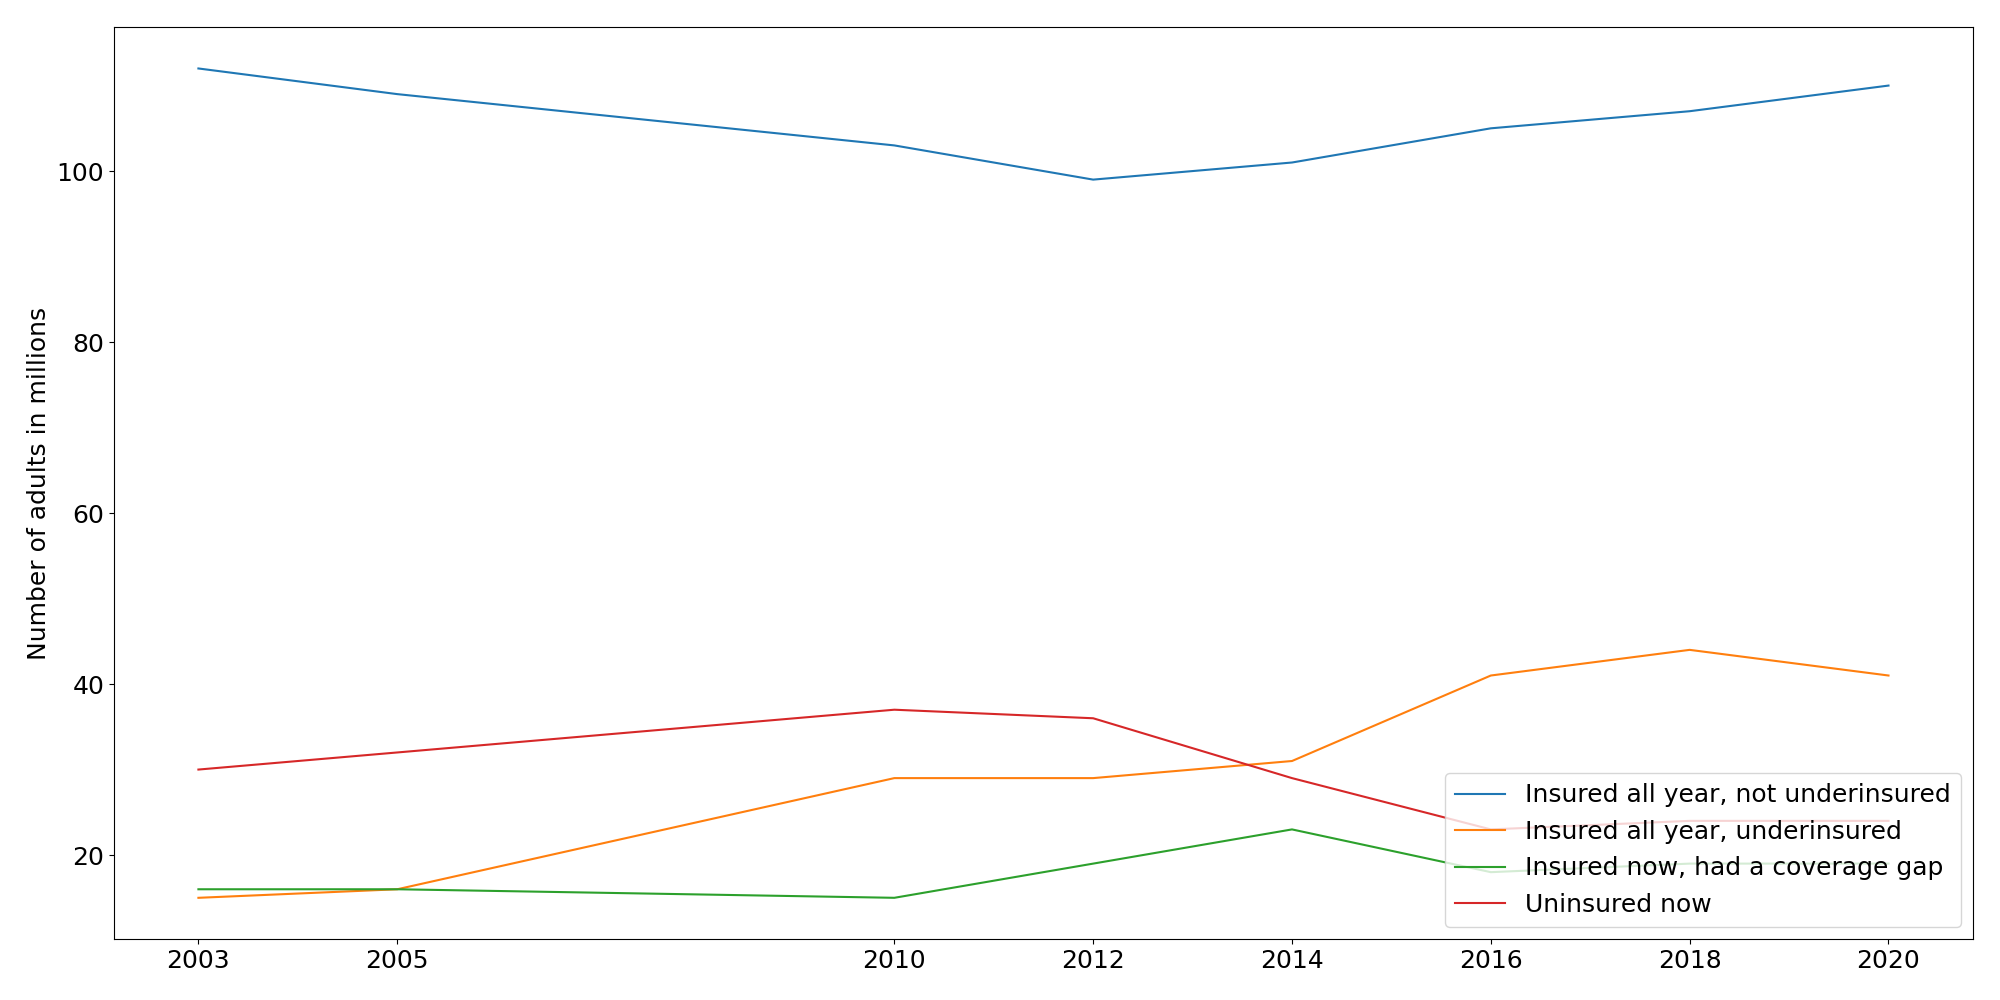 Number of adults in millions
100
80
60
40
20
2003 2005 2010 2012 2014 2016 2018 2020
Insured all year, not underinsured
Insured all year, underinsured
Insured now, had a coverage gap
Uninsured now